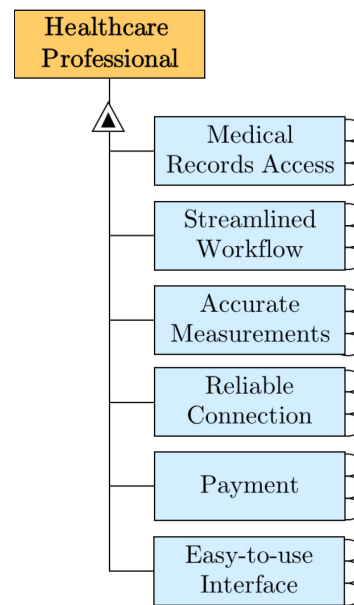 Healthcare
Professional
Medical
Records Access
Streamlined
Workflow
Accurate
Measurements
Reliable
Connection
Payment
Easy-to-use
Interface